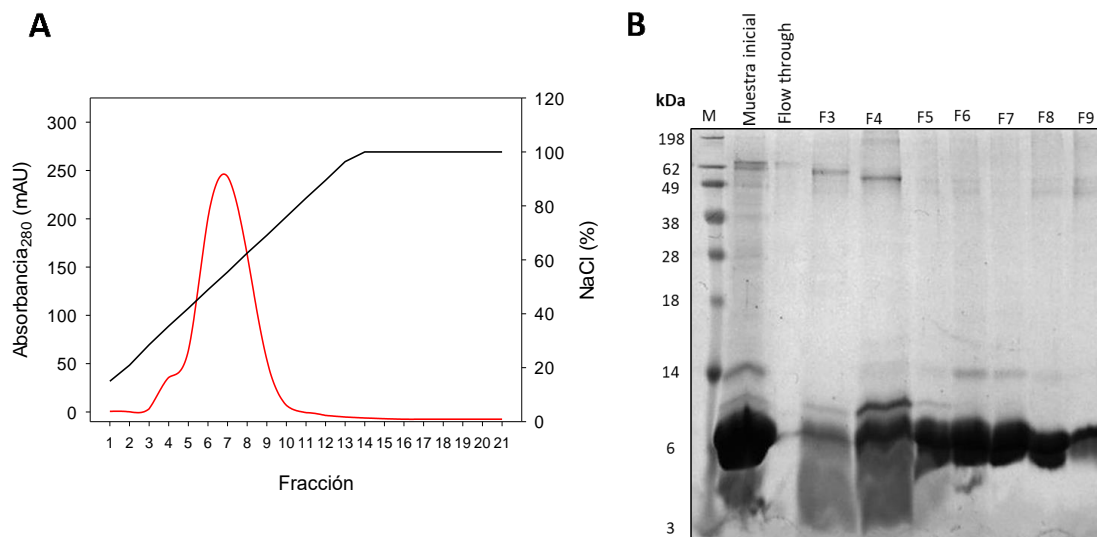 A
Absorbancia280 (mAU)
300
250
200
150
100
50
0
120
100
80
60
40
20
0
NaCl (%)
1 2 3 4 5 6 7 8 9 10 11 12 13 14 15 16 17 18 19 20 21
Fracción
B
kDa
M Muestra inicial Flow through F3 F4 F5 F6 F7 F8 F9
198
62
49
38
28
18
14
6
3